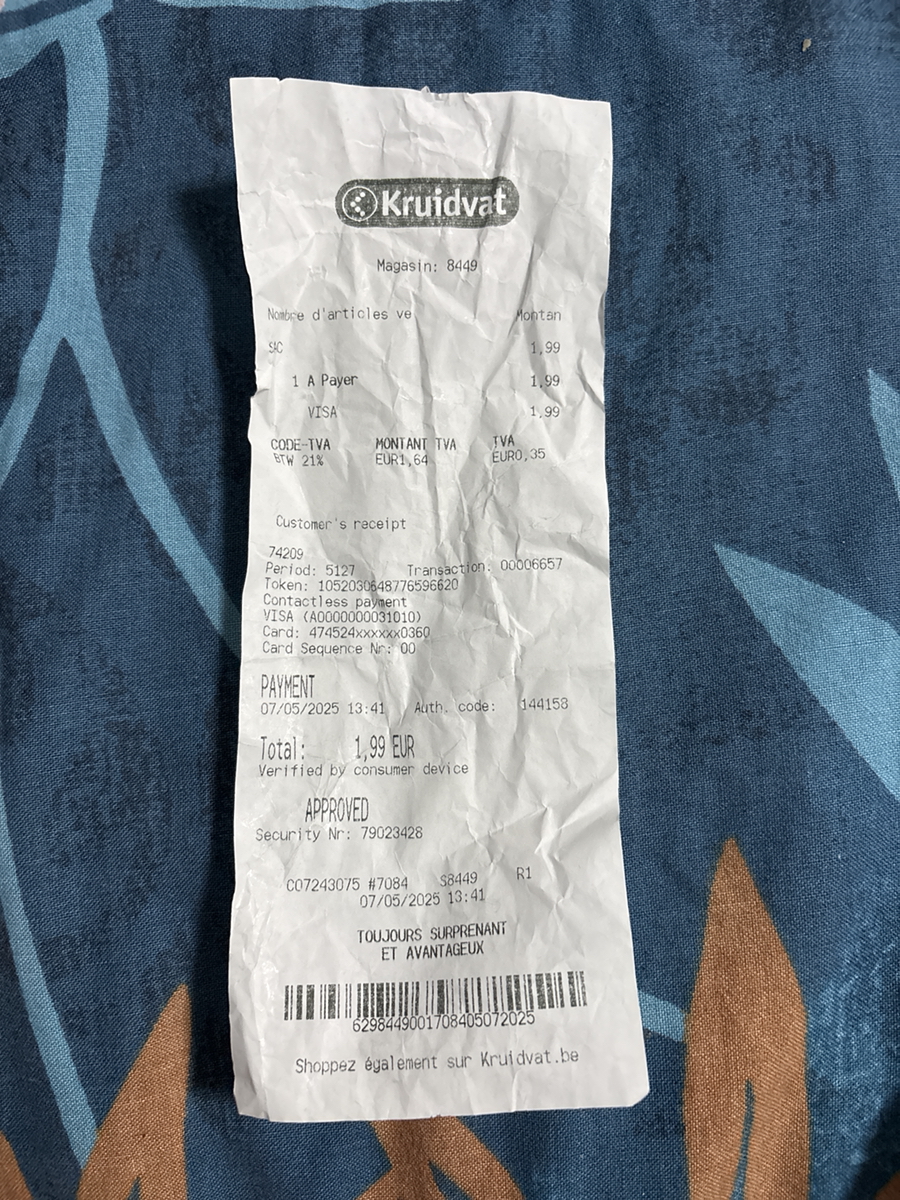 Kruidvat
Magasin: 8449
Nombre d'articles ve Montan
SAC 1,99
1 A Payer 1,99
VISA 1,99
CODE-TVA MONTANT TVA TVA
BTW 21% EUR1,64 EUR0,35
Customer's receipt
74209
Period: 5127 Transaction: 00006657
Token: 1052030648776596620
Contactless payment
VISA (A0000000031010)
Card: 474524xxxxxx0360
Card Sequence Nr: 00
PAYMENT
07/05/2025 13:41 Auth. code: 144158
Total: 1,99 EUR
Verified by consumer device
APPROVED
Security Nr: 79023428
C07243075 #7084 S8449 R1
07/05/2025 13:41
TOUJOURS SURPRENANT
ET AVANTAGEUX
6298449001708405072025
Shoppez également sur Kruidvat.be